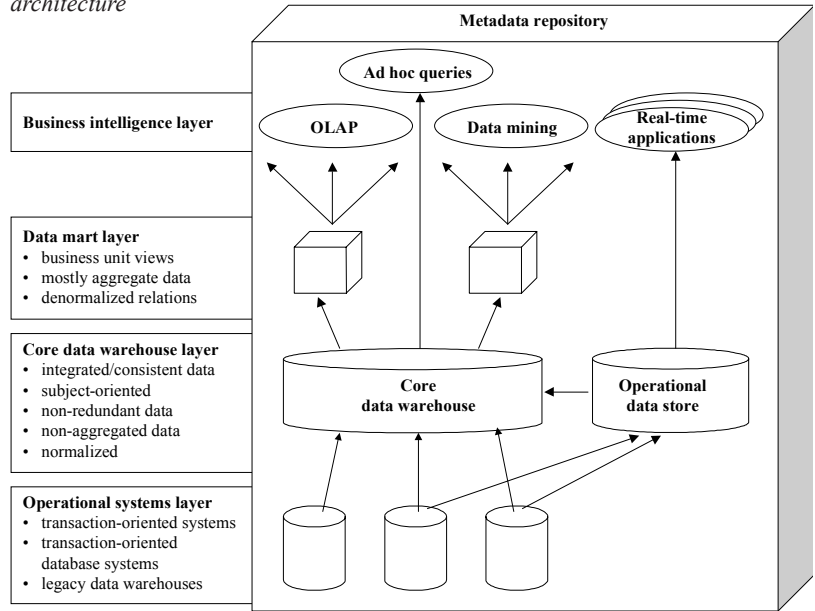 architecture
Metadata repository
Ad hoc queries
Business intelligence layer
OLAP
Data mining
Real-time
applications
Data mart layer
• business unit views
• mostly aggregate data
• denormalized relations
Core data warehouse layer
• integrated/consistent data
• subject-oriented
• non-redundant data
• non-aggregated data
• normalized
Core
data warehouse
Operational
data store
Operational systems layer
• transaction-oriented systems
• transaction-oriented
database systems
• legacy data warehouses